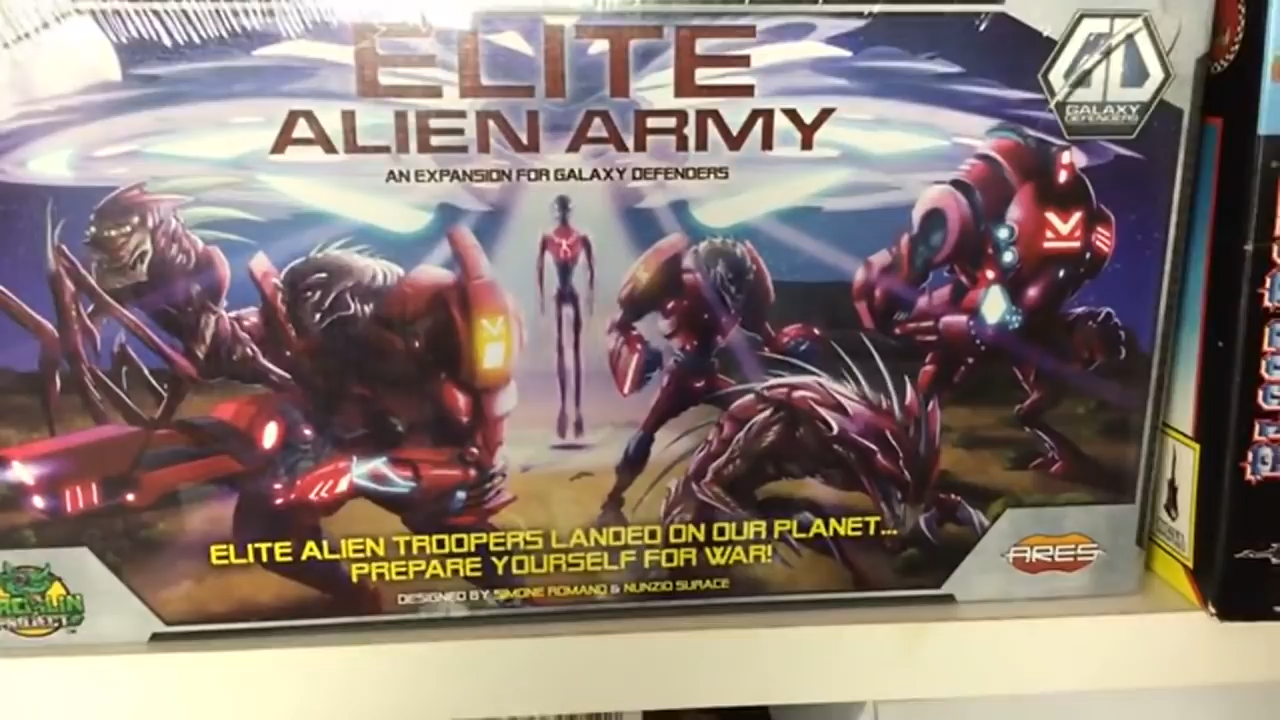 ELITE
ALIEN ARMY
AN EXPANSION FOR GALAXY DEFENDERS
GD
GALAXY
DEFENDERS
ELITE ALIEN TROOPERS LANDED ON OUR PLANET...
PREPARE YOURSELF FOR WAR!
DESIGNED BY SIMONE ROMANO & NUNZIO SURACE
ARES